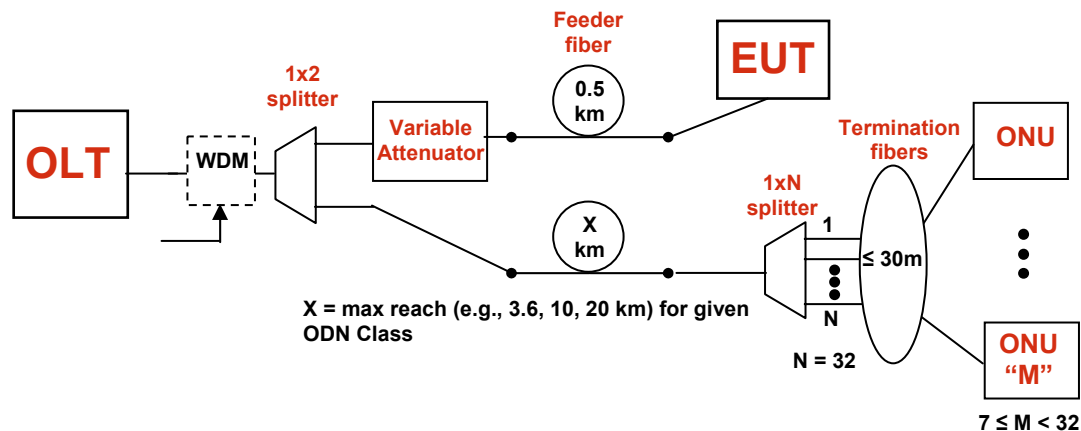 Feeder
fiber
EUT
1x2
splitter
0.5
km
Variable
Attenuator
OLT
WDM
Termination
fibers
ONU
1xN
splitter
1
X
km
≤ 30m
X = max reach (e.g., 3.6, 10, 20 km) for given
ODN Class
N
N = 32
ONU
“M”
7 ≤ M < 32